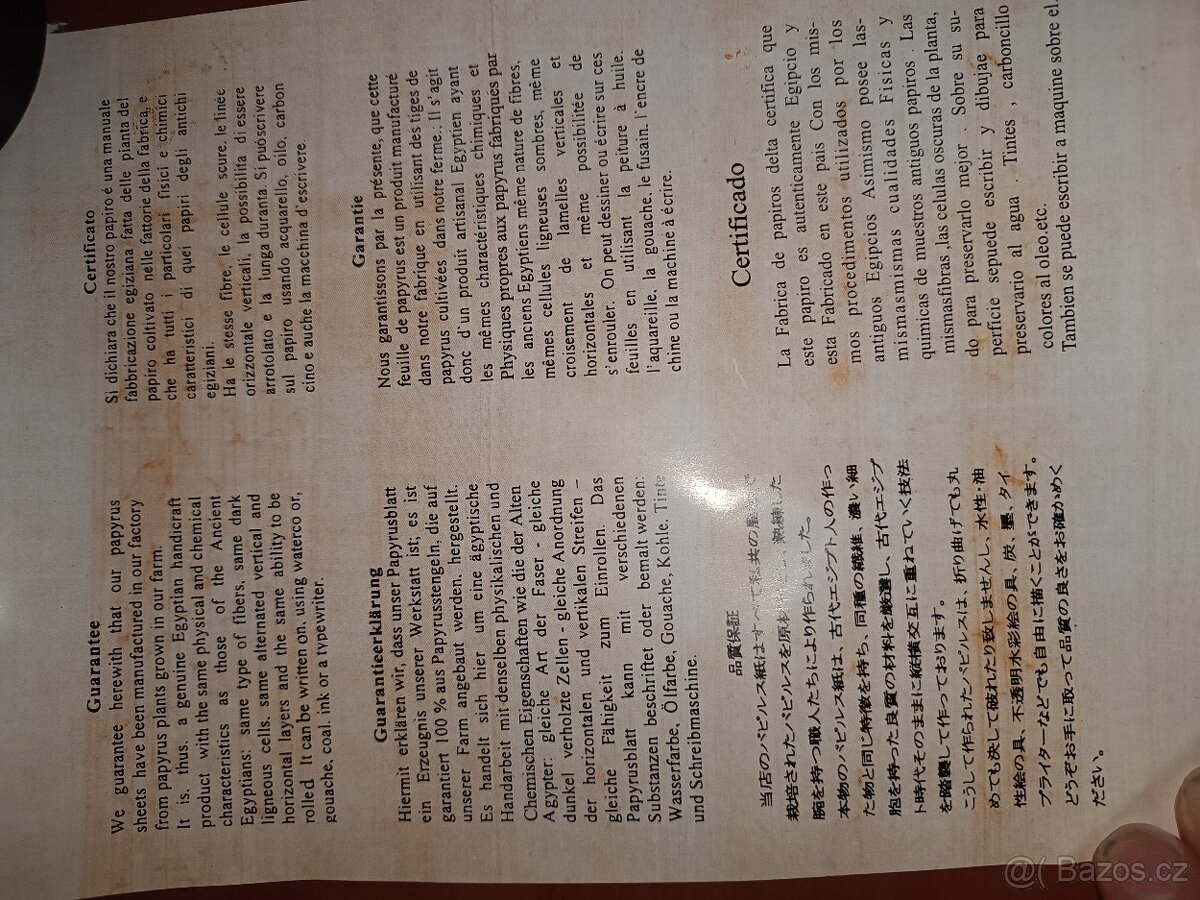 Guarantee
We guarantee herewith that our papyrus
sheets have been manufactured in our factory
from papyrus plants grown in our farm.
It is. thus. a genuine Egyptian handicraft
product with the same physical and chemical
characteristics as those of the Ancient
Egyptians: same type of fibers, same dark
ligneous cells. same alternated vertical and
horizontal layers and the same ability to be
rolled It can be written on. using waterco or,
gouache, coal. ink or a typewriter.
Guaranteerklärung
Hiermit erklären wir, dass unser Papyrusblatt
ein Erzeugnis unserer Werkstatt ist; es ist
garantiert 100 % aus Papyrusstengeln, die auf
unserer Farm angebaut werden. hergestellt.
Es handelt sich hier um eine ägyptische
Handarbeit mit denselben physikalischen und
Chemischen Eigenschaften wie die der Alten
Agypter: gleiche Art der Faser - gleiche
dunkel verholzte Zellen - gleiche Anordnung
der horizontalen und vertikalen Streifen –
gleiche Fähigkeit zum Einrollen. Das
Papyrusblatt kann mit verschiedenen
Substanzen beschriftet oder bemalt werden:
Wasserfarbe, Ölfarbe, Gouache, Kohle. Tinte
und Schreibmaschine.
品質保証
当店のパピルス紙はすべて私共の
栽培されたパピルスを原 熟練した
腕を持つ職人たちにより作られました。
本物のパピルス紙は、古代エジプト人の作っ
た物と同じ特徴を持ち、同種の繊維、濃い細
胞を持った良質の材料を厳選し、古代エジプ
ト時代そのままに縦横交互に重ねていく技法
を踏襲して作っております。
こうして作られたパピルスは、折り曲げても丸
めても決して破れたり致しませんし、水性・油
性絵の具、不透明水彩絵の具、炭、墨、タイ
プライターなどでも自由に描くことができます。
どうぞお手に取って品質の良さをお確かめく
ださい。
Certificato
Si dichiara che il nostro papiro é una manuale
fabbricazione egiziana fatta delle pianta del
papiro coltivato nelle fattorie della fabrica, e
che ha tutti i particolari fisici e chimici
caratteristici di quei papiri degli antichi
egiziani.
Ha le stesse fibre, le cellule scure. le linee
orizzontale verticali, la possibilita di essere
arrotolato e la lunga duranta. Si puóscrivere
sul papiro usando acquarello, oilo, carbon
cino e auche la macchina d'escrivere.
Garantie
Nous garantissons par la présente, que cette
feuille de papyrus est un produit manufacturé
dans notre fabrique en utilisant des tiges de
papyrus cultivées dans notre ferme.. Il s'agit
donc d'un produit artisanal Egyptien ayant
les mêmes charactéristiques chimiques et
Physiques propres aux papyrus fabriqués par
les anciens Egyptiens même nature de fibres,
mêmes cellules ligneuses sombres, même
croisement de lamelles verticales et
horizontales et même possibilitée de
s'enrouler. On peut dessiner ou écrire sur ces
feuilles en utilisant la peiture à huile.
l'aquareille. la gouache. le fusain. l'encre de
chine ou la machine à écrire.
Certificado
La Fabrica de papiros delta certifica que
este papiro es autenticamente Egipcio y
esta Fabricado en este pais Con los mis-
mos procedimentos utilizados por los
antiguos Egipcios Asimismo posee las-
mismasmismas cualidades Fisicas y
quimicas de muestros antiguos papiros . Las
mismasfibras ,las celulas oscuras de la planta,
do para preservarlo mejor . Sobre su su-
perficie sepuede escribir y dibujae para
preservario al agua . Tintes , carboncillo
colores al oleo.etc.
Tambien se puede escribir a maquine sobre el.
@ Bazos.cz